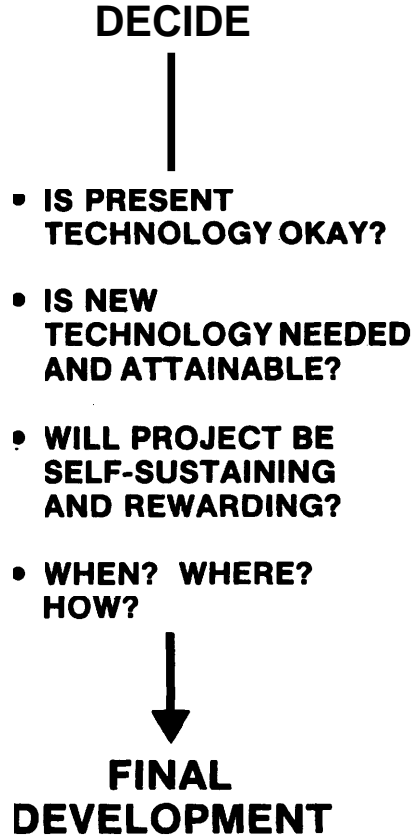 DECIDE
• IS PRESENT
TECHNOLOGY OKAY?
• IS NEW
TECHNOLOGY NEEDED
AND ATTAINABLE?
• WILL PROJECT BE
SELF-SUSTAINING
AND REWARDING?
• WHEN? WHERE?
HOW?
FINAL
DEVELOPMENT